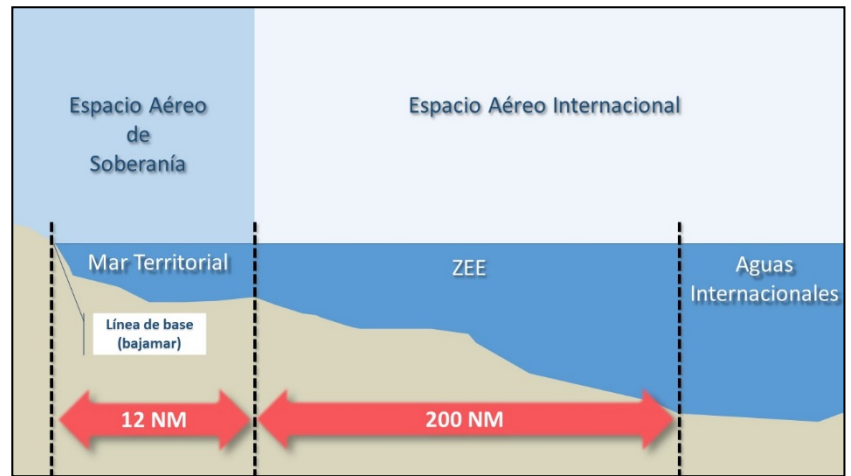 Espacio Aéreo
de
Soberanía
Espacio Aéreo Internacional
Mar Territorial
ZEE
Aguas
Internacionales
Línea de base
(bajamar)
12 NM
200 NM